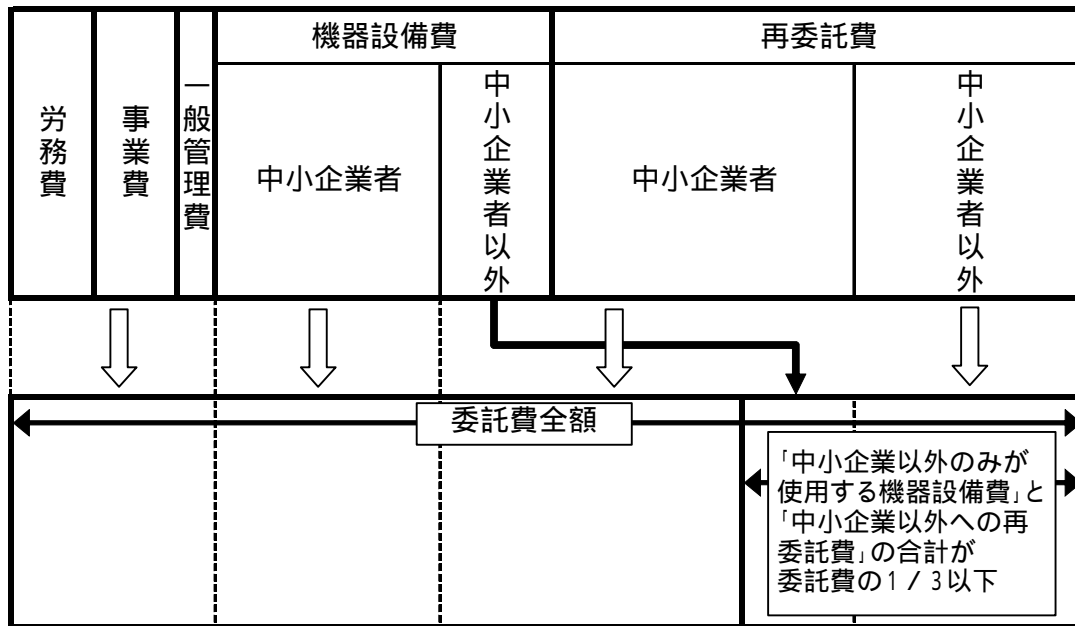 労務費
事業費
一般管理費
機器設備費
中小企業者
中小企業者以外
再委託費
中小企業者
中小企業者以外
委託費全額
「中小企業以外のみが
使用する機器設備費」と
「中小企業以外への再
委託費」の合計が
委託費の1/3以下